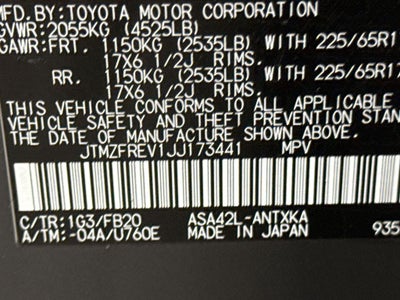 MFD. BY: TOYOTA MOTOR CORPORATION
GVWR: 2055KG (4525LB)
GAWR: FRT. 1150KG (2535LB) WITH 225/65R1
17X6 1/2J RIMS.
RR. 1150KG (2535LB) WITH 225/65R17
17X6 1/2J RIMS.
THIS VEHICLE CONFORMS TO ALL APPLICABLE
VEHICLE SAFETY AND THEFT PREVENTION STAN
OF MANUFACTURE SHOWN ABOVE.
JTMZFREV1JJ173441 MPV
C/TR: 1G3/FB20 ASA42L-ANTXKA
A/TM: -04A/U760E MADE IN JAPAN 935